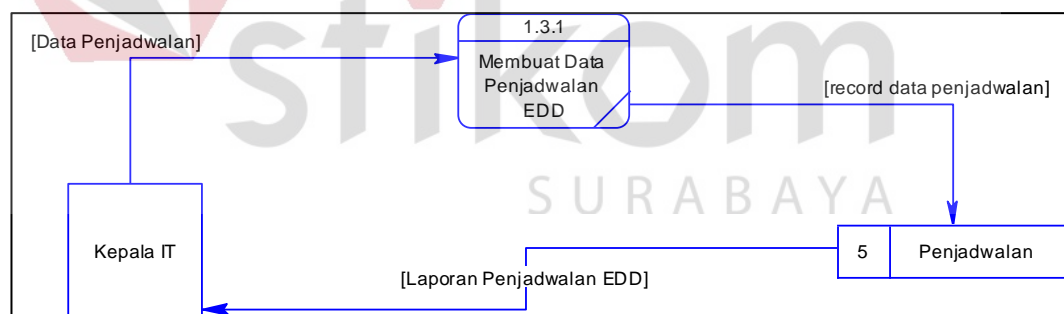 stikom
SURABAYA
[Data Penjadwalan]
1.3.1
Membuat Data
Penjadwalan
EDD
[record data penjadwalan]
Kepala IT
5
Penjadwalan
[Laporan Penjadwalan EDD]